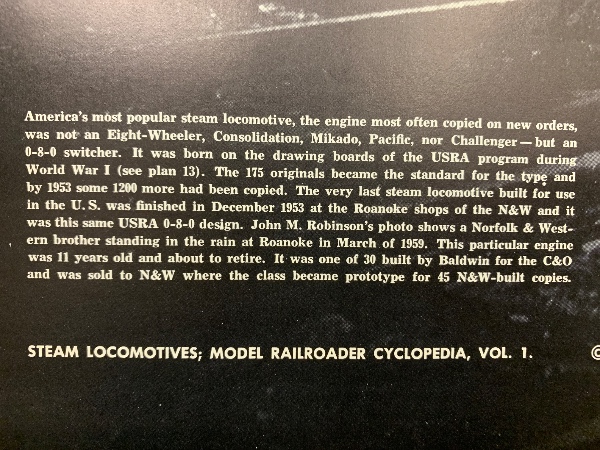 America's most popular steam locomotive, the engine most often copied on new orders,
was not an Eight-Wheeler, Consolidation, Mikado, Pacific, nor Challenger — but an
0-8-0 switcher. It was born on the drawing boards of the USRA program during
World War I (see plan 13). The 175 originals became the standard for the type and
by 1953 some 1200 more had been copied. The very last steam locomotive built for use
in the U. S. was finished in December 1953 at the Roanoke shops of the N&W and it
was this same USRA 0-8-0 design. John M. Robinson's photo shows a Norfolk & West-
ern brother standing in the rain at Roanoke in March of 1959. This particular engine
was 11 years old and about to retire. It was one of 30 built by Baldwin for the C&O
and was sold to N&W where the class became prototype for 45 N&W-built copies.
STEAM LOCOMOTIVES; MODEL RAILROADER CYCLOPEDIA, VOL. 1. ©